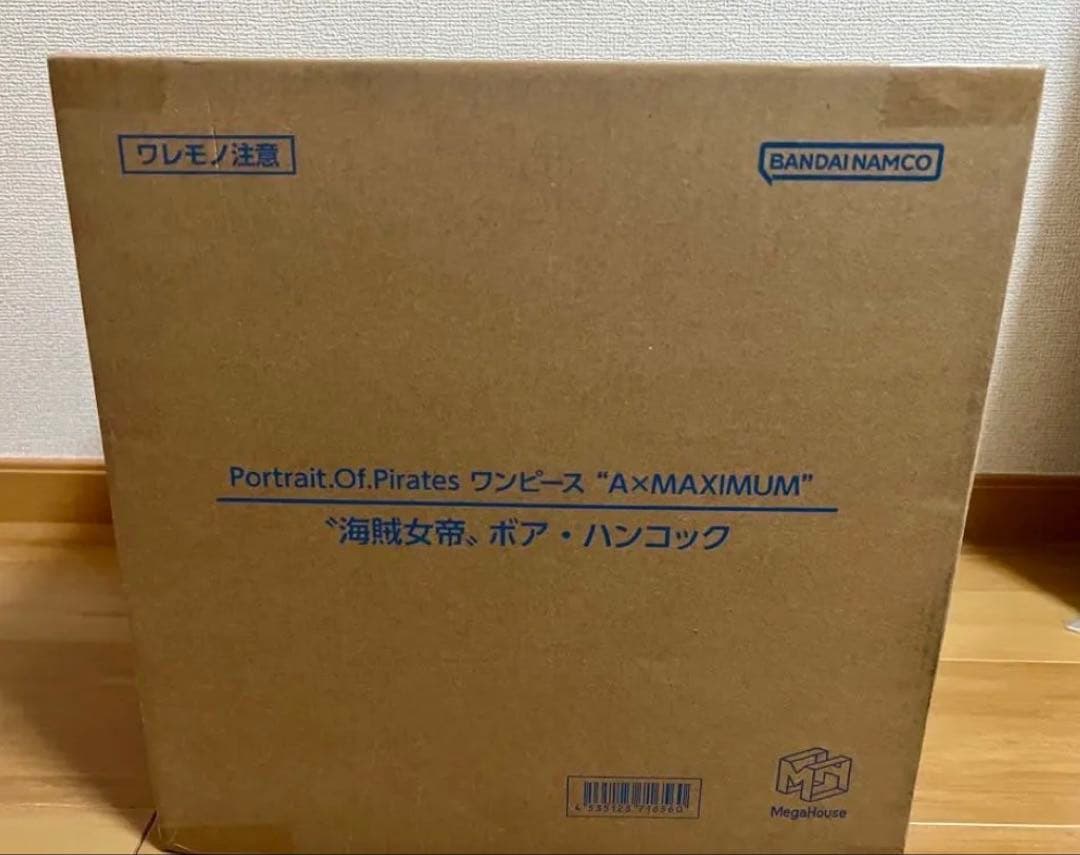 ワレモノ注意
BANDAI NAMCO
Portrait.Of.Pirates ワンピース “A×MAXIMUM”
〝海賊女帝〟ボア・ハンコック
MegaHouse